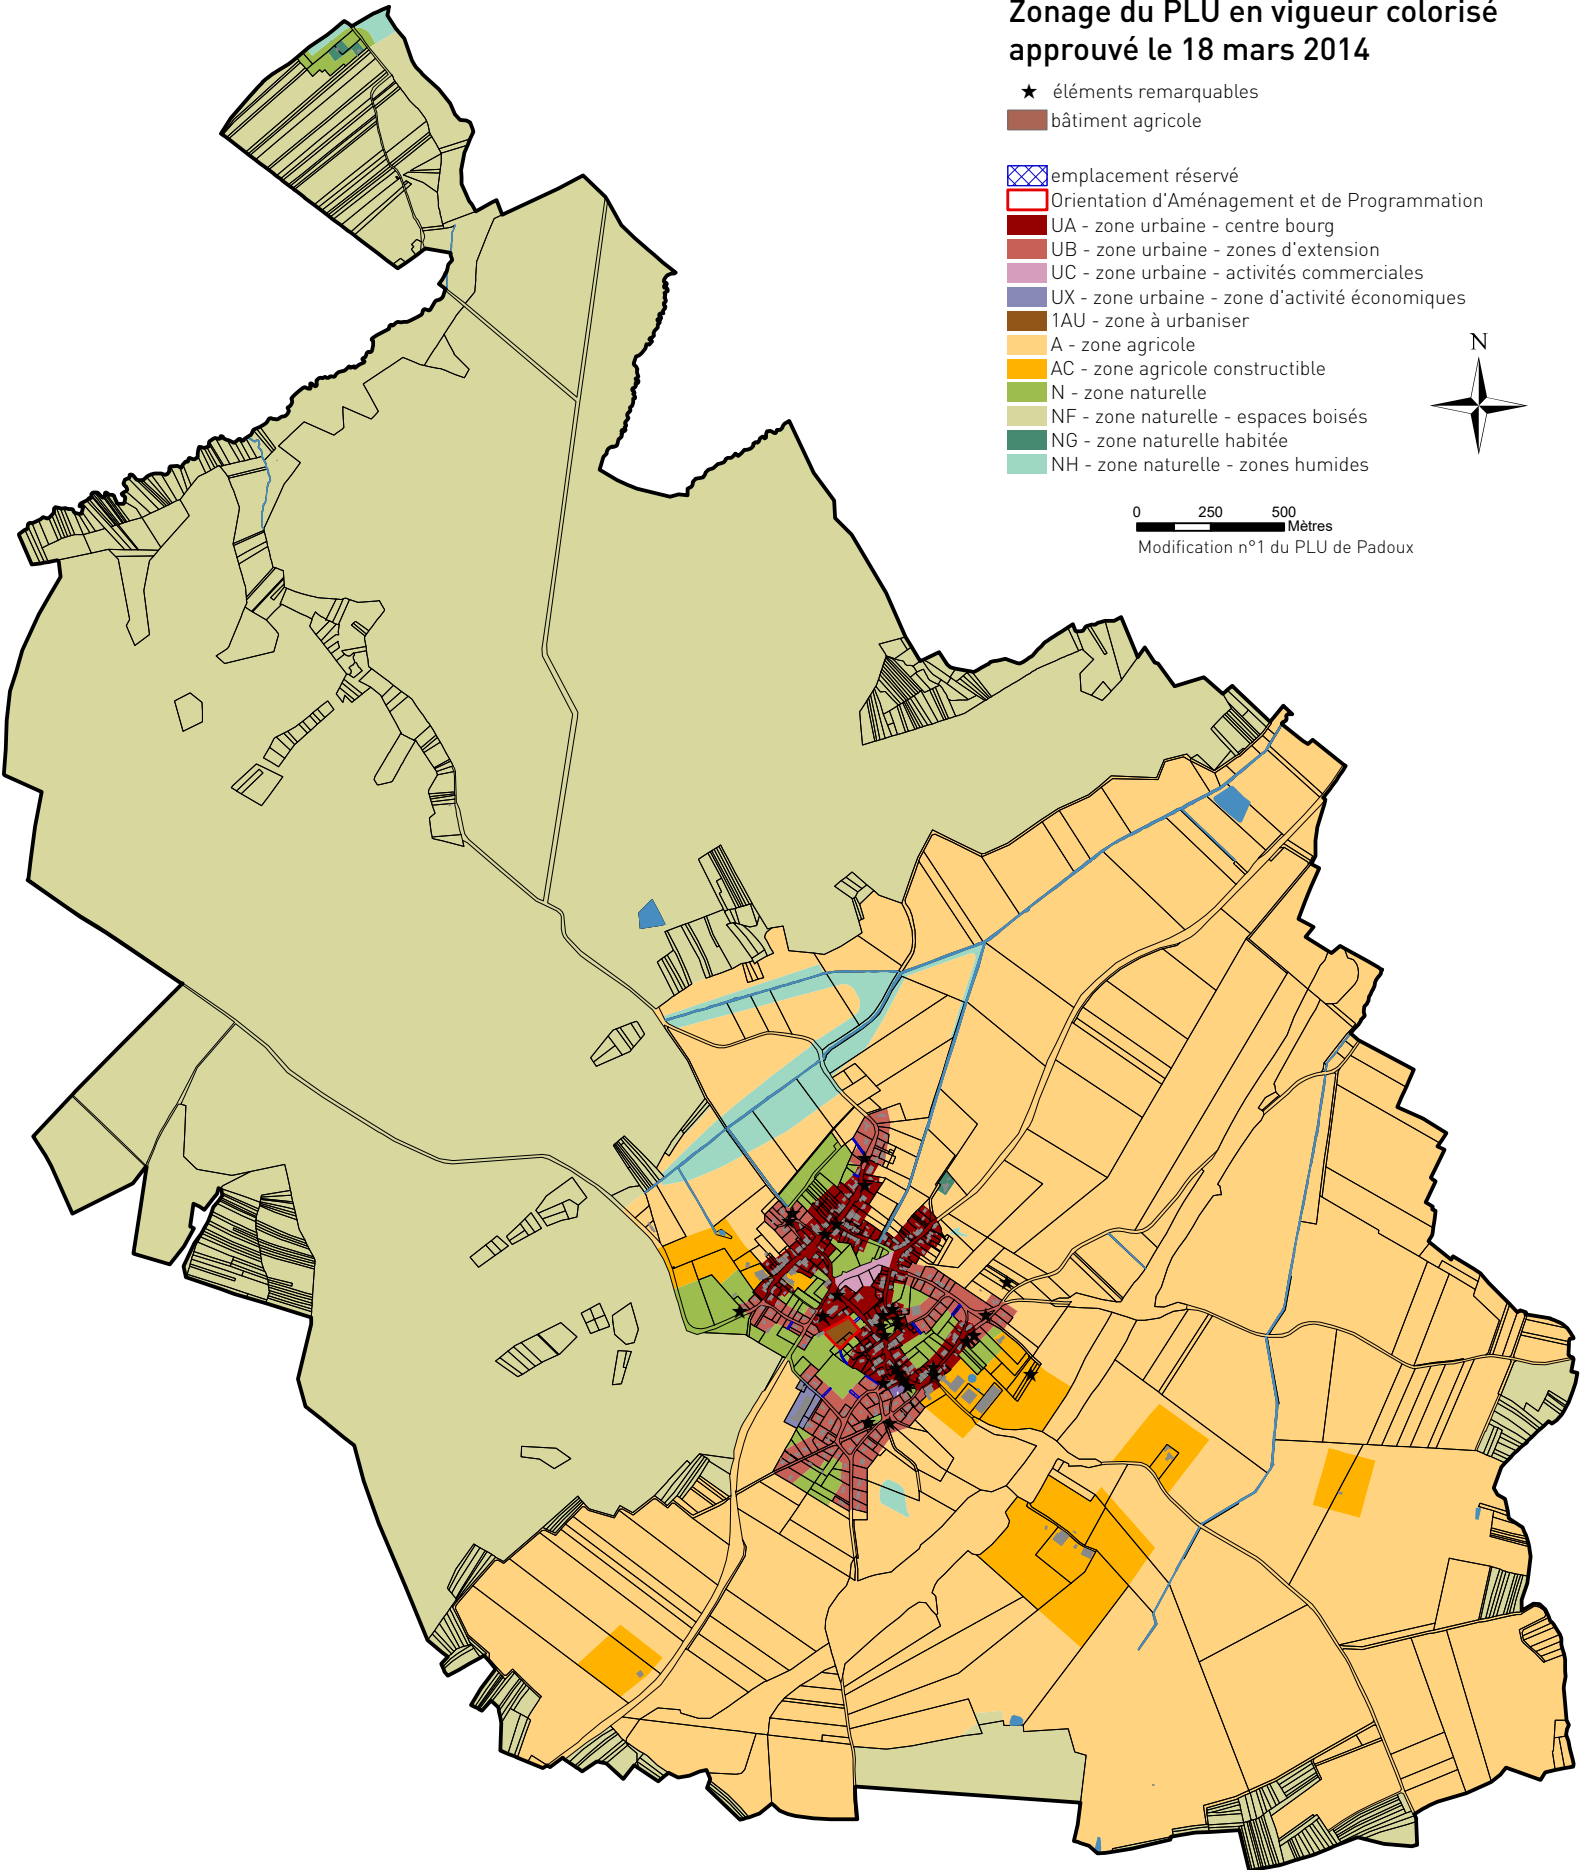 Zonage du PLU en vigueur colorisé
approuvé le 18 mars 2014
éléments remarquables
bâtiment agricole
emplacement réservé
Orientation d'Aménagement et de Programmation
UA - zone urbaine - centre bourg
UB - zone urbaine - zones d'extension
UC - zone urbaine - activités commerciales
UX - zone urbaine - zone d'activité économiques
1AU - zone à urbaniser
A - zone agricole
AC - zone agricole constructible
N - zone naturelle
NF - zone naturelle - espaces boisés
NG - zone naturelle habitée
NH - zone naturelle - zones humides
N
0 250 500
Mètres
Modification n°1 du PLU de Padoux